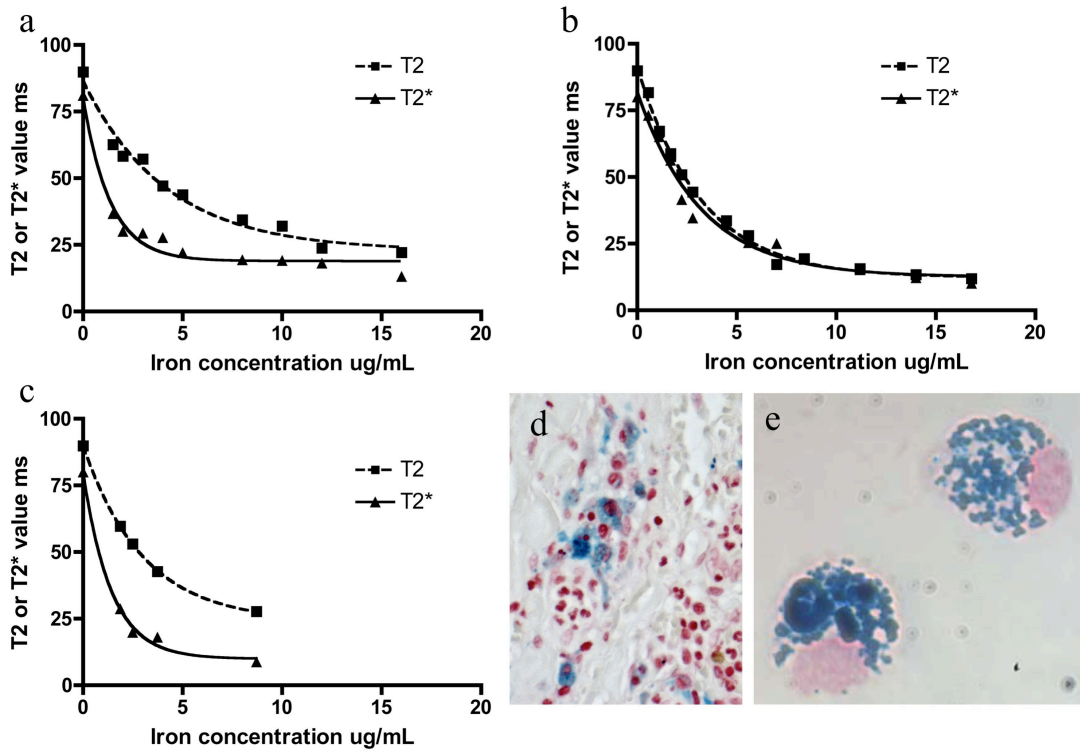 a
100
75
50
25
0
T2 or T2* value ms
T2
T2*
0 5 10 15 20
Iron concentration ug/mL
b
100
75
50
25
0
T2 or T2* value ms
T2
T2*
0 5 10 15 20
Iron concentration ug/mL
c
100
75
50
25
0
T2 or T2* value ms
T2
T2*
0 5 10 15 20
Iron concentration ug/mL
d
e